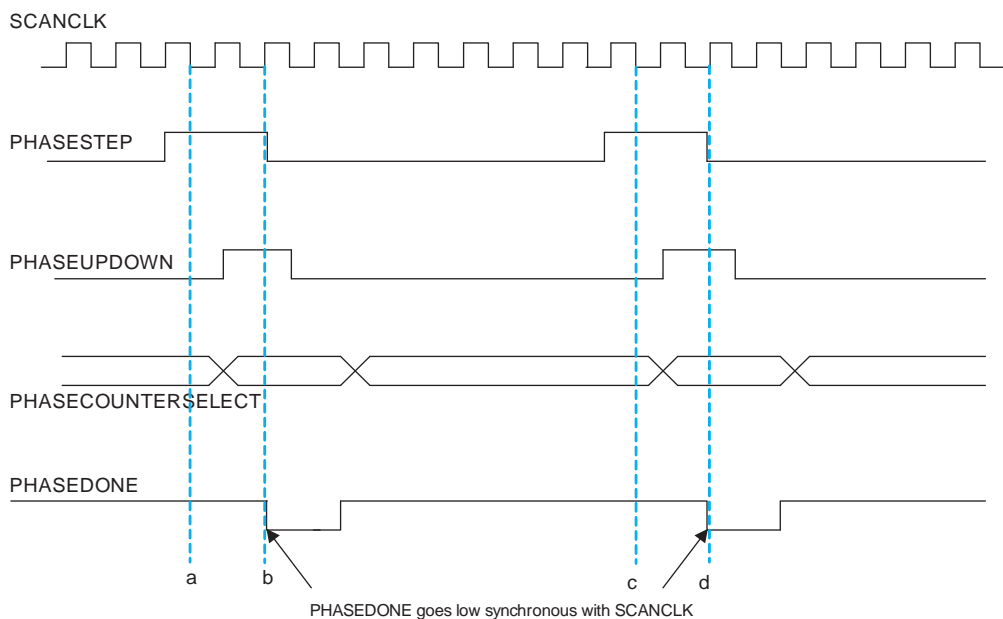 SCANCLK
PHASESTEP
PHASEUPDOWN
PHASECOUNTERSELECT
PHASEDONE
a b c d
PHASEDONE goes low synchronous with SCANCLK